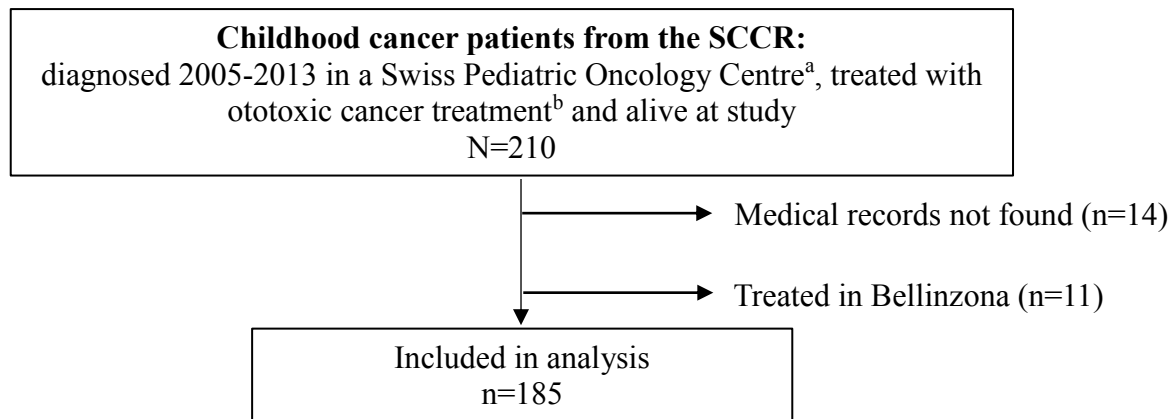 Childhood cancer patients from the SCCR:
diagnosed 2005-2013 in a Swiss Pediatric Oncology Centreᵃ, treated with
ototoxic cancer treatmentᵇ and alive at study
N=210
Medical records not found (n=14)
Treated in Bellinzona (n=11)
Included in analysis
n=185